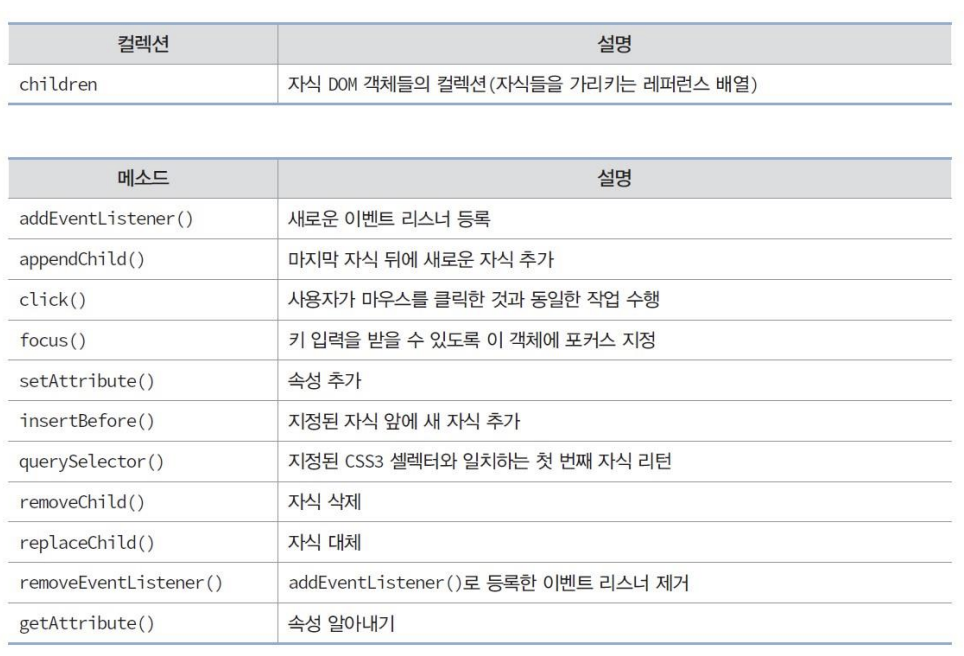 컬렉션 설명
children 자식 DOM 객체들의 컬렉션(자식들을 가리키는 레퍼런스 배열)
메소드 설명
addEventListener() 새로운 이벤트 리스너 등록
appendChild() 마지막 자식 뒤에 새로운 자식 추가
click() 사용자가 마우스를 클릭한 것과 동일한 작업 수행
focus() 키 입력을 받을 수 있도록 이 객체에 포커스 지정
setAttribute() 속성 추가
insertBefore() 지정된 자식 앞에 새 자식 추가
querySelector() 지정된 CSS3 셀렉터와 일치하는 첫 번째 자식 리턴
removeChild() 자식 삭제
replaceChild() 자식 대체
removeEventListener() addEventListener()로 등록한 이벤트 리스너 제거
getAttribute() 속성 알아내기